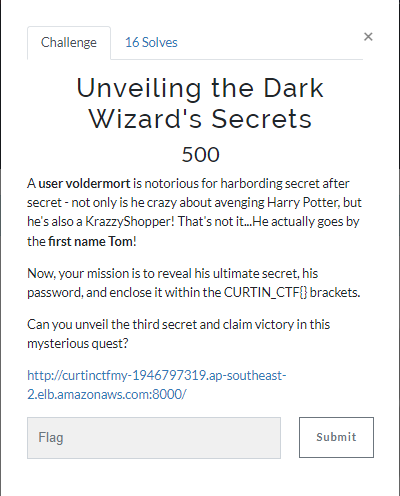 Challenge
16 Solves
×
Unveiling the Dark
Wizard's Secrets
500
A user voldermort is notorious for harbording secret after
secret - not only is he crazy about avenging Harry Potter, but
he's also a KrazzyShopper! That's not it...He actually goes by
the first name Tom!
Now, your mission is to reveal his ultimate secret, his
password, and enclose it within the CURTIN_CTF{} brackets.
Can you unveil the third secret and claim victory in this
mysterious quest?
http://curtinctfmy-1946797319.ap-southeast-
2.elb.amazonaws.com:8000/
Flag
Submit